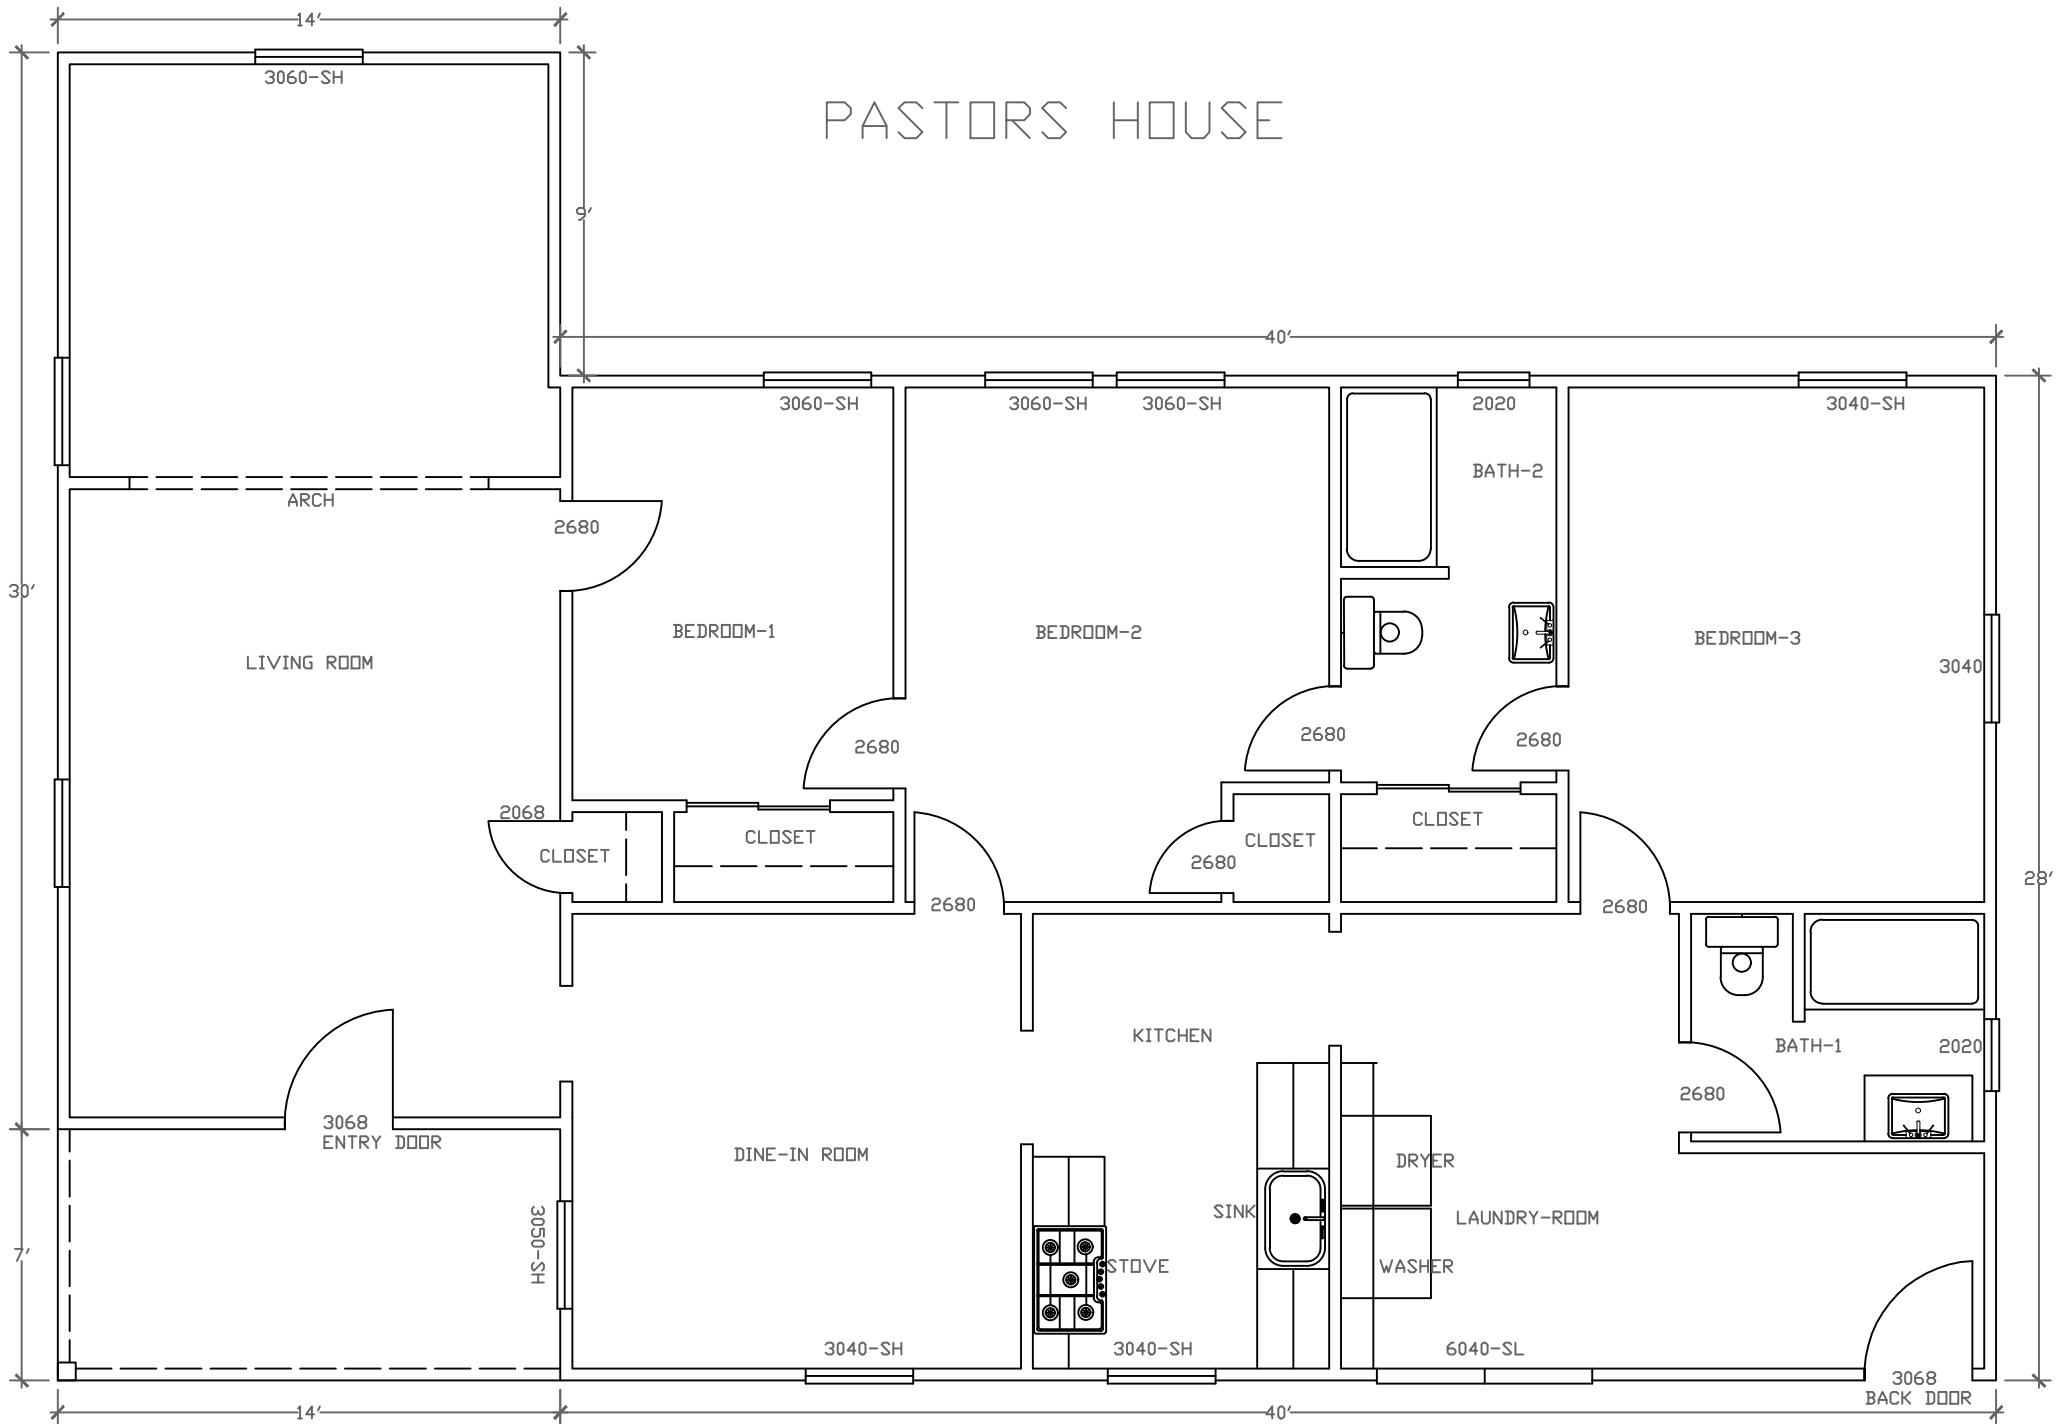 14'
3060-SH
PASTORS HOUSE
9'
40'
3060-SH
3060-SH
3060-SH
2020
3040-SH
BATH-2
ARCH
2680
30'
BEDROOM-1
BEDROOM-2
BEDROOM-3
LIVING ROOM
3040
2680
2680
2680
2068
CLOSET
CLOSET
CLOSET
CLOSET
2680
28'
2680
2680
KITCHEN
BATH-1
2020
2680
3068
ENTRY DOOR
DINE-IN ROOM
DRYER
SINK
LAUNDRY-ROOM
3050-SH
7'
STOVE
WASHER
3040-SH
3040-SH
6040-SL
3068
BACK DOOR
14'
40'